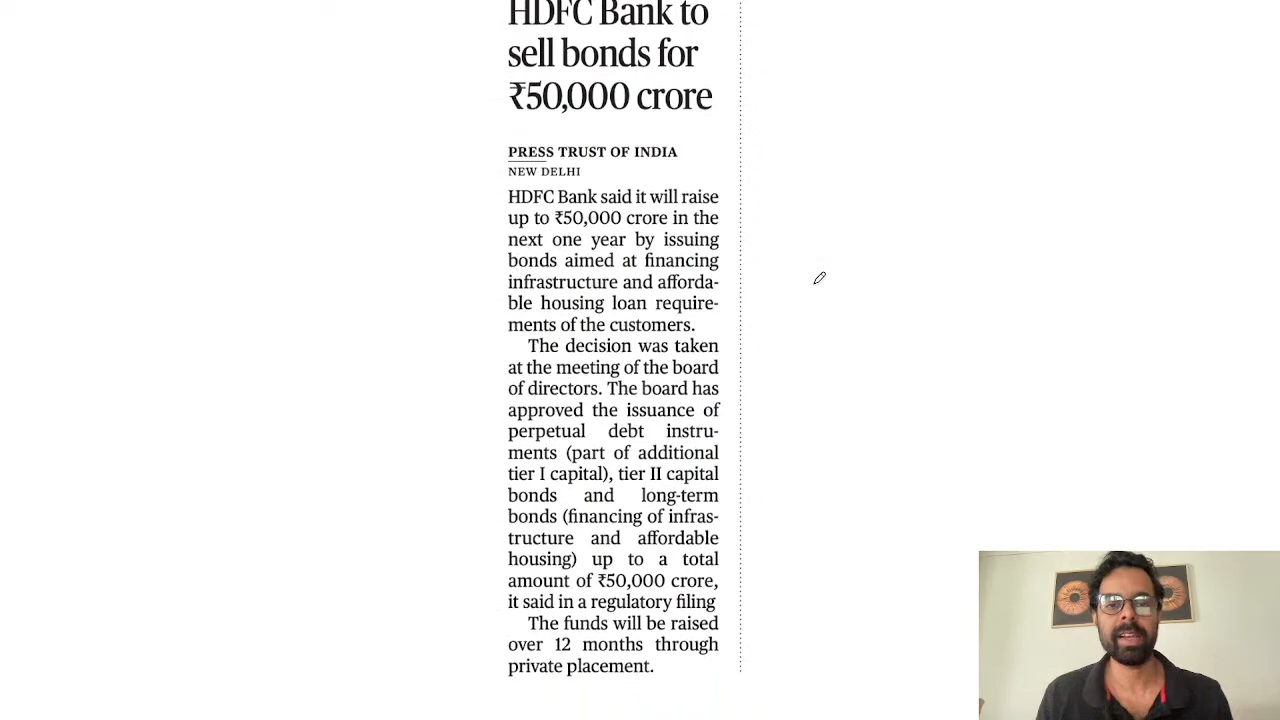 HDFC Bank to
sell bonds for
₹50,000 crore
PRESS TRUST OF INDIA
NEW DELHI
HDFC Bank said it will raise
up to ₹50,000 crore in the
next one year by issuing
bonds aimed at financing
infrastructure and afforda-
ble housing loan require-
ments of the customers.
The decision was taken
at the meeting of the board
of directors. The board has
approved the issuance of
perpetual debt instru-
ments (part of additional
tier I capital), tier II capital
bonds and long-term
bonds (financing of infras-
tructure and affordable
housing) up to a total
amount of ₹50,000 crore,
it said in a regulatory filing
The funds will be raised
over 12 months through
private placement.